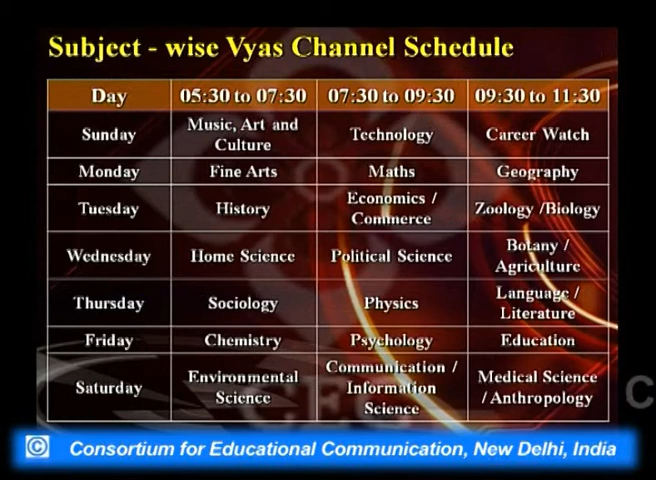 Subject - wise Vyas Channel Schedule
Day 05:30 to 07:30 07:30 to 09:30 09:30 to 11:30
Sunday Music, Art and Culture Technology Career Watch
Monday Fine Arts Maths Geography
Tuesday History Economics / Commerce Zoology /Biology
Wednesday Home Science Political Science Botany / Agriculture
Thursday Sociology Physics Language / Literature
Friday Chemistry Psychology Education
Saturday Environmental Science Communication / Information Science Medical Science / Anthropology
CEC
C
© Consortium for Educational Communication, New Delhi, India